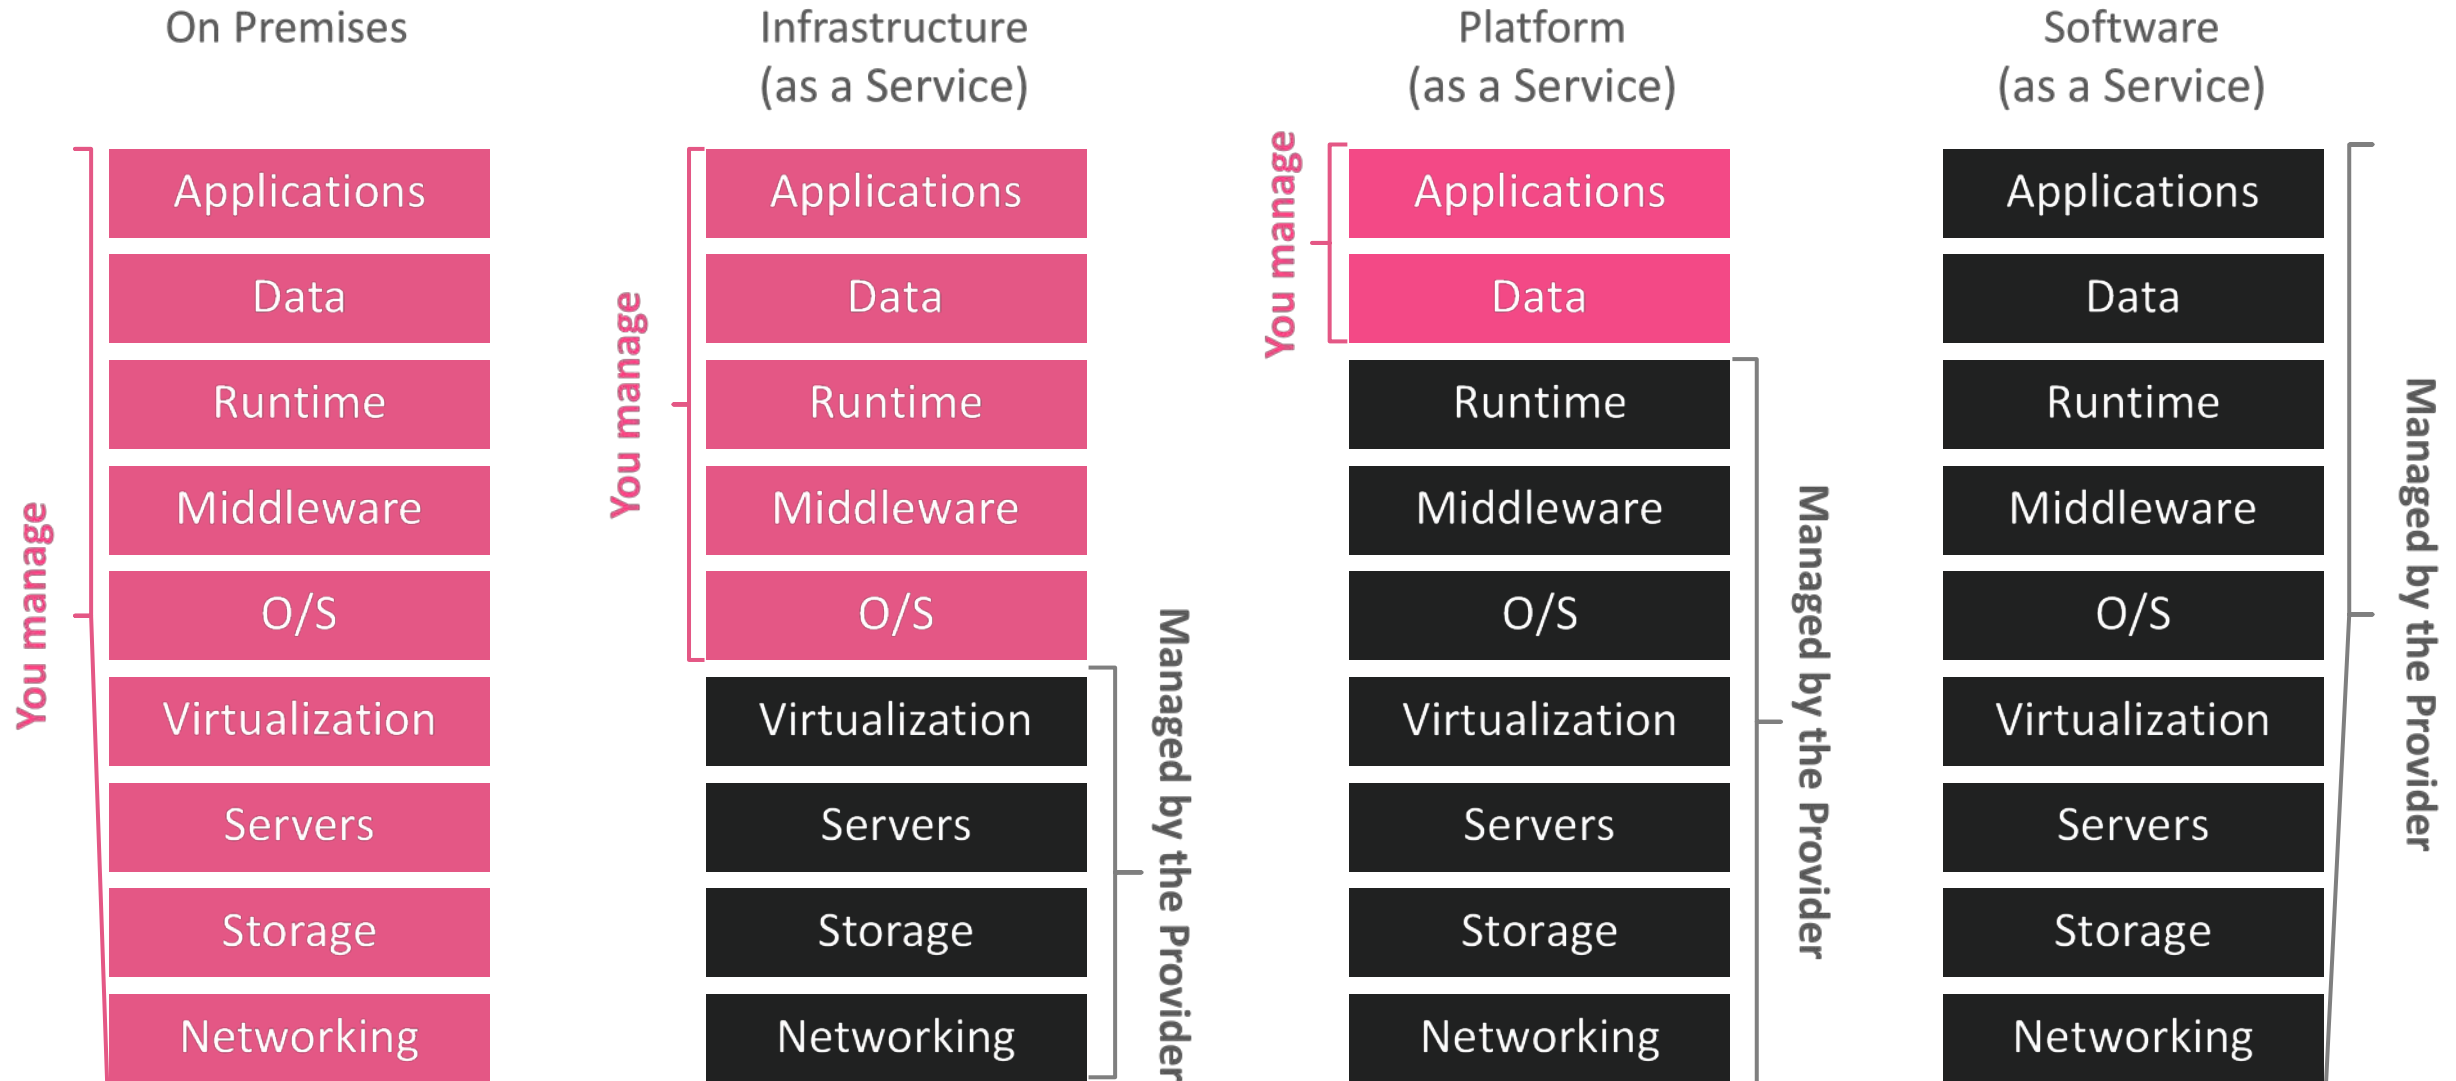 On Premises
Infrastructure
(as a Service)
Platform
(as a Service)
Software
(as a Service)
You manage
Applications
Data
Runtime
Middleware
O/S
Virtualization
Servers
Storage
Networking
You manage
Applications
Data
Runtime
Middleware
O/S
Virtualization
Servers
Storage
Networking
Managed by the Provider
You manage
Applications
Data
Runtime
Middleware
O/S
Virtualization
Servers
Storage
Networking
Managed by the Provider
Applications
Data
Runtime
Middleware
O/S
Virtualization
Servers
Storage
Networking
Managed by the Provider